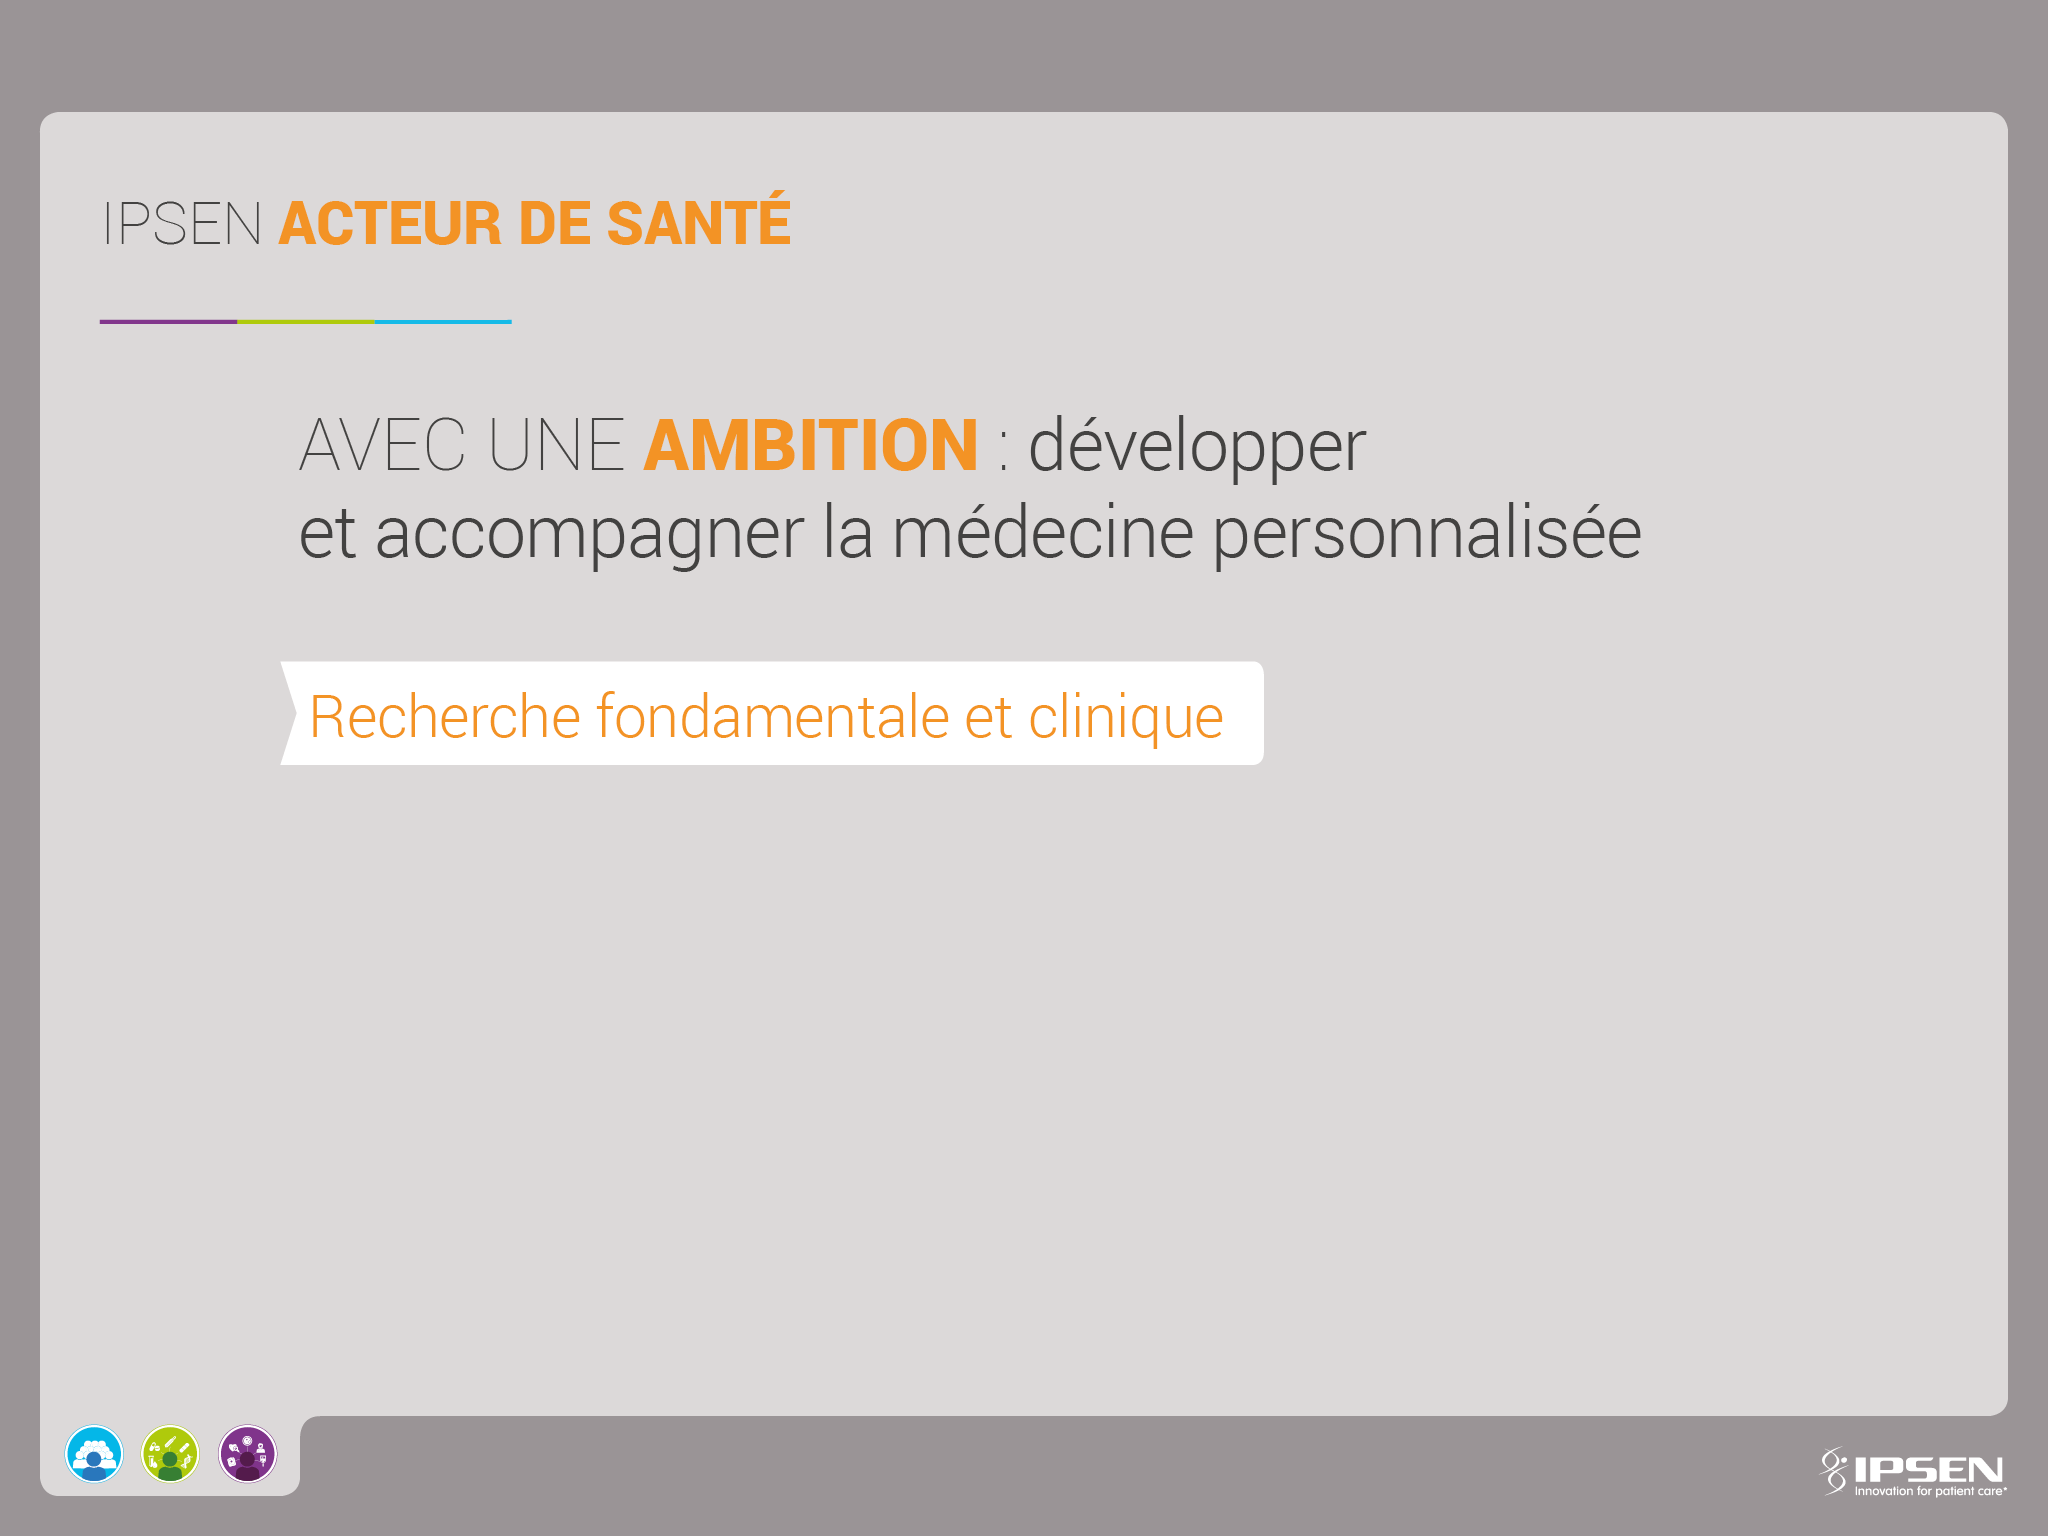 IPSEN ACTEUR DE SANTÉ
AVEC UNE AMBITION : développer
et accompagner la médecine personnalisée
Recherche fondamentale et clinique
IPSEN
Innovation for patient care*